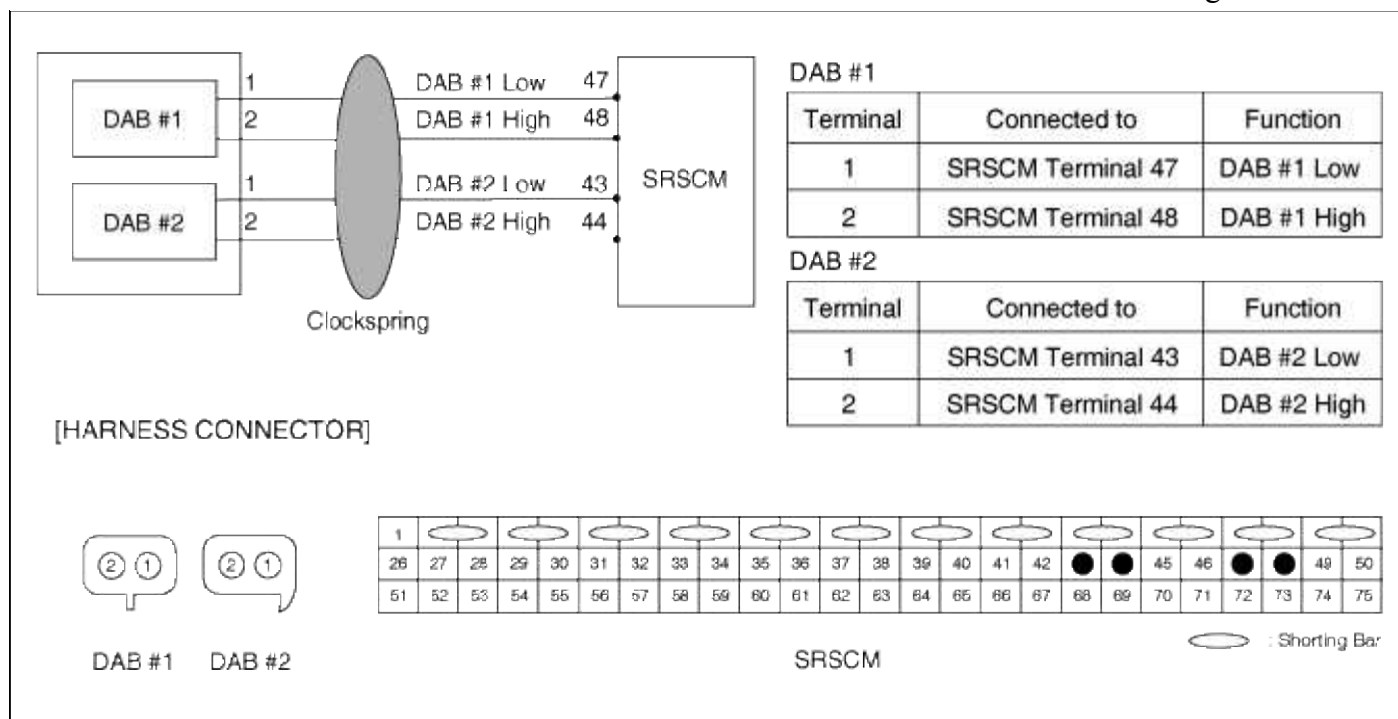 DAB #1
1
2
DAB #2
1
2
Clockspring
DAB #1 Low 47
DAB #1 High 48
DAB #2 Low 43
DAB #2 High 44
SRSCM
DAB #1
Terminal Connected to Function
1 SRSCM Terminal 47 DAB #1 Low
2 SRSCM Terminal 48 DAB #1 High
DAB #2
Terminal Connected to Function
1 SRSCM Terminal 43 DAB #2 Low
2 SRSCM Terminal 44 DAB #2 High
[HARNESS CONNECTOR]
2 1
2 1
DAB #1 DAB #2
1
26 27 28 29 30 31 32 33 34 35 36 37 38 39 40 41 42 45 46 49 50
51 52 53 54 55 56 57 58 59 60 61 62 63 64 65 66 67 68 69 70 71 72 73 74 75
SRSCM
: Shorting Bar